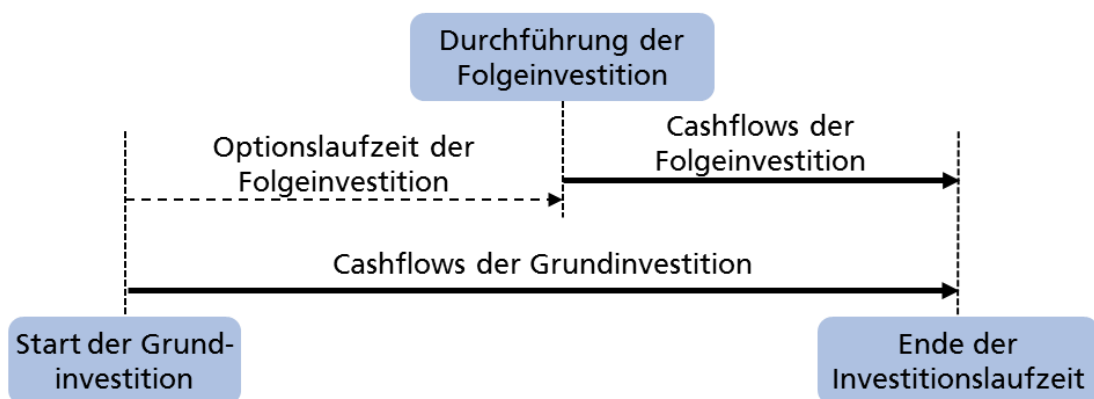 Durchführung der
Folgeinvestition
Optionslaufzeit der
Folgeinvestition
Cashflows der
Folgeinvestition
Cashflows der Grundinvestition
Start der Grund-
investition
Ende der
Investitionslaufzeit